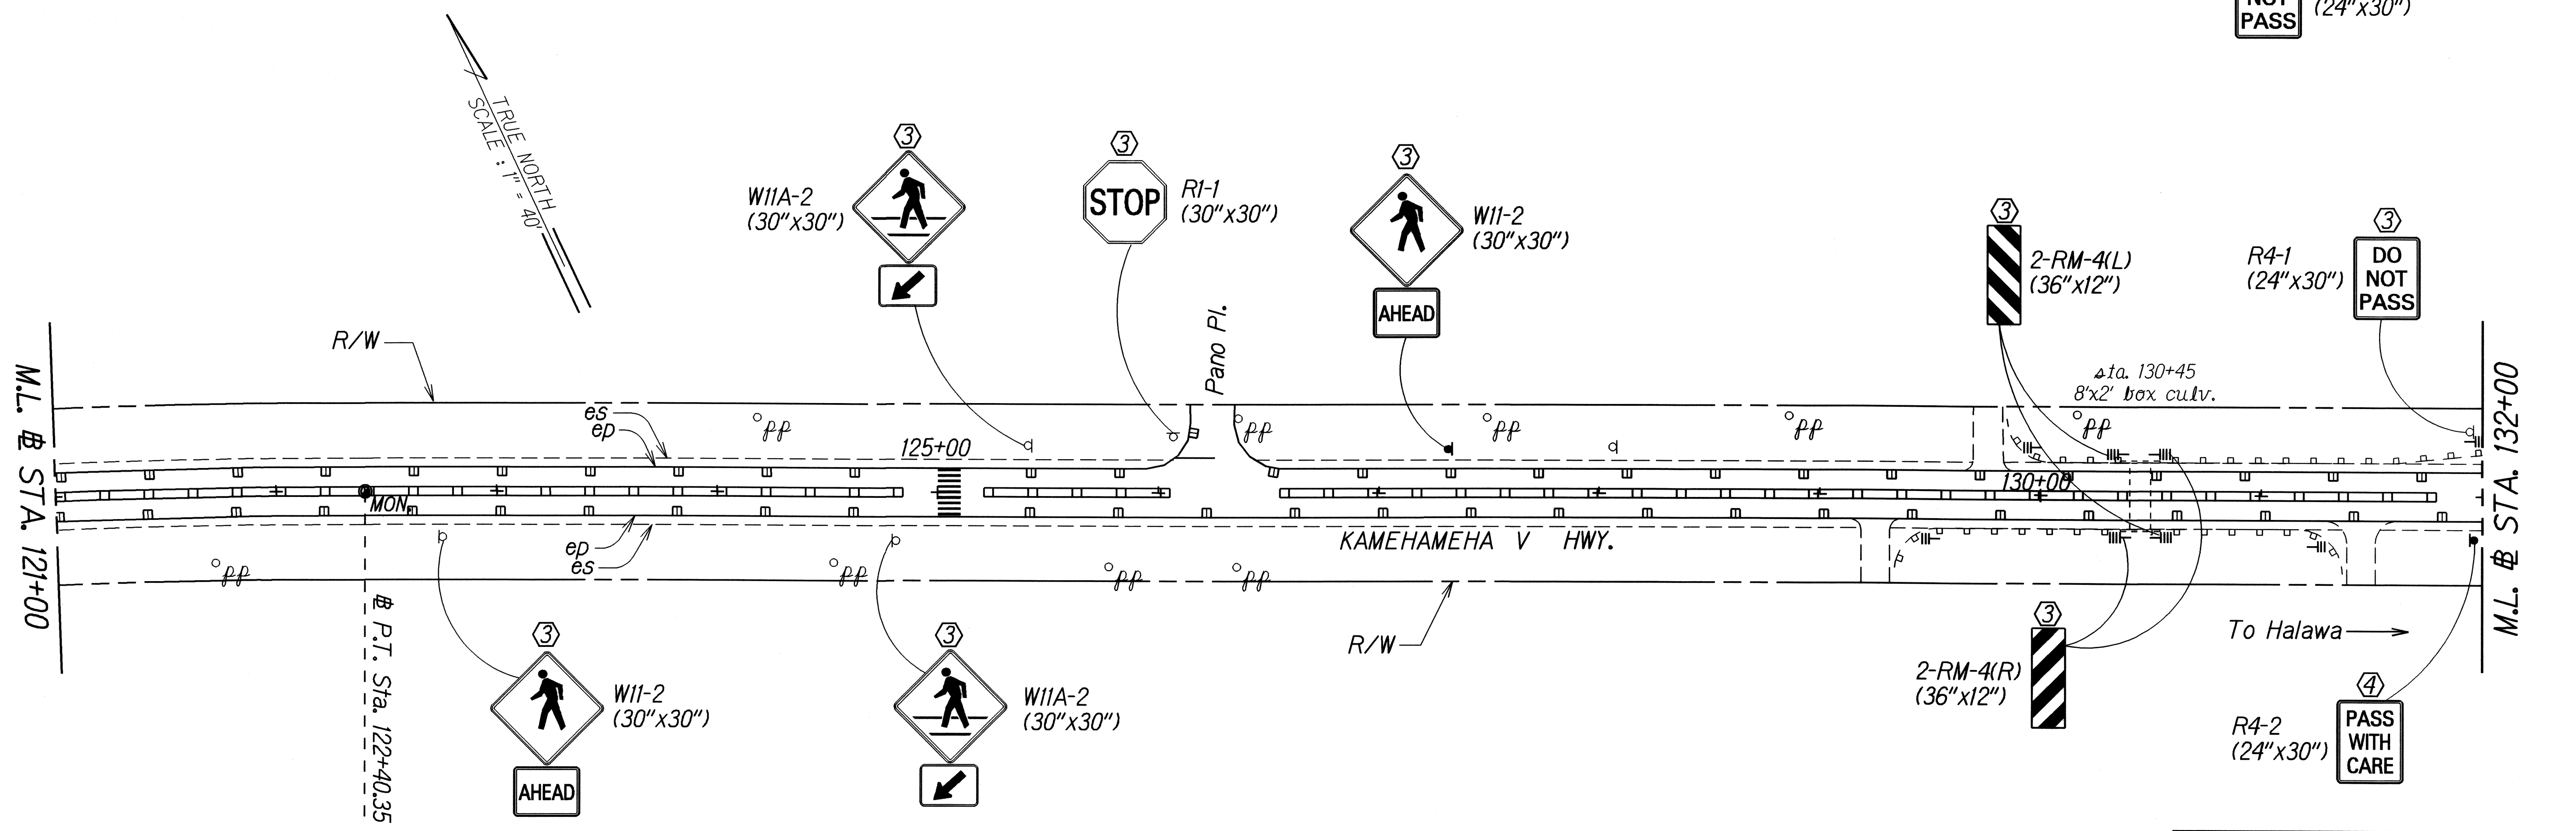 NOT
PASS
(24"x30")
TRUE NORTH
SCALE : 1" = 40'
3
W11A-2
(30"x30")
3
STOP
R1-1
(30"x30")
3
W11-2
(30"x30")
AHEAD
3
2-RM-4(L)
(36"x12")
3
R4-1
(24"x30")
DO
NOT
PASS
R/W
Pano Pl.
sta. 130+45
8'x2' box culv.
es
ep
pp
125+00
pp
pp
pp
pp
M.L. ℄ STA. 121+00
MON.
130+00
M.L. ℄ STA. 132+00
ep
es
KAMEHAMEHA V HWY.
pp
pp
pp
pp
℄ P.T. Sta. 122+40.35
R/W
To Halawa
3
W11-2
(30"x30")
AHEAD
3
W11A-2
(30"x30")
3
2-RM-4(R)
(36"x12")
4
R4-2
(24"x30")
PASS
WITH
CARE